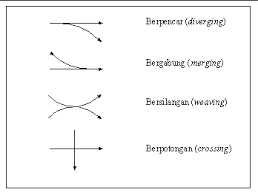 Berpencar (diverging)
Bergabung (merging)
Bersilangan (weaving)
Berpotongan (crossing)